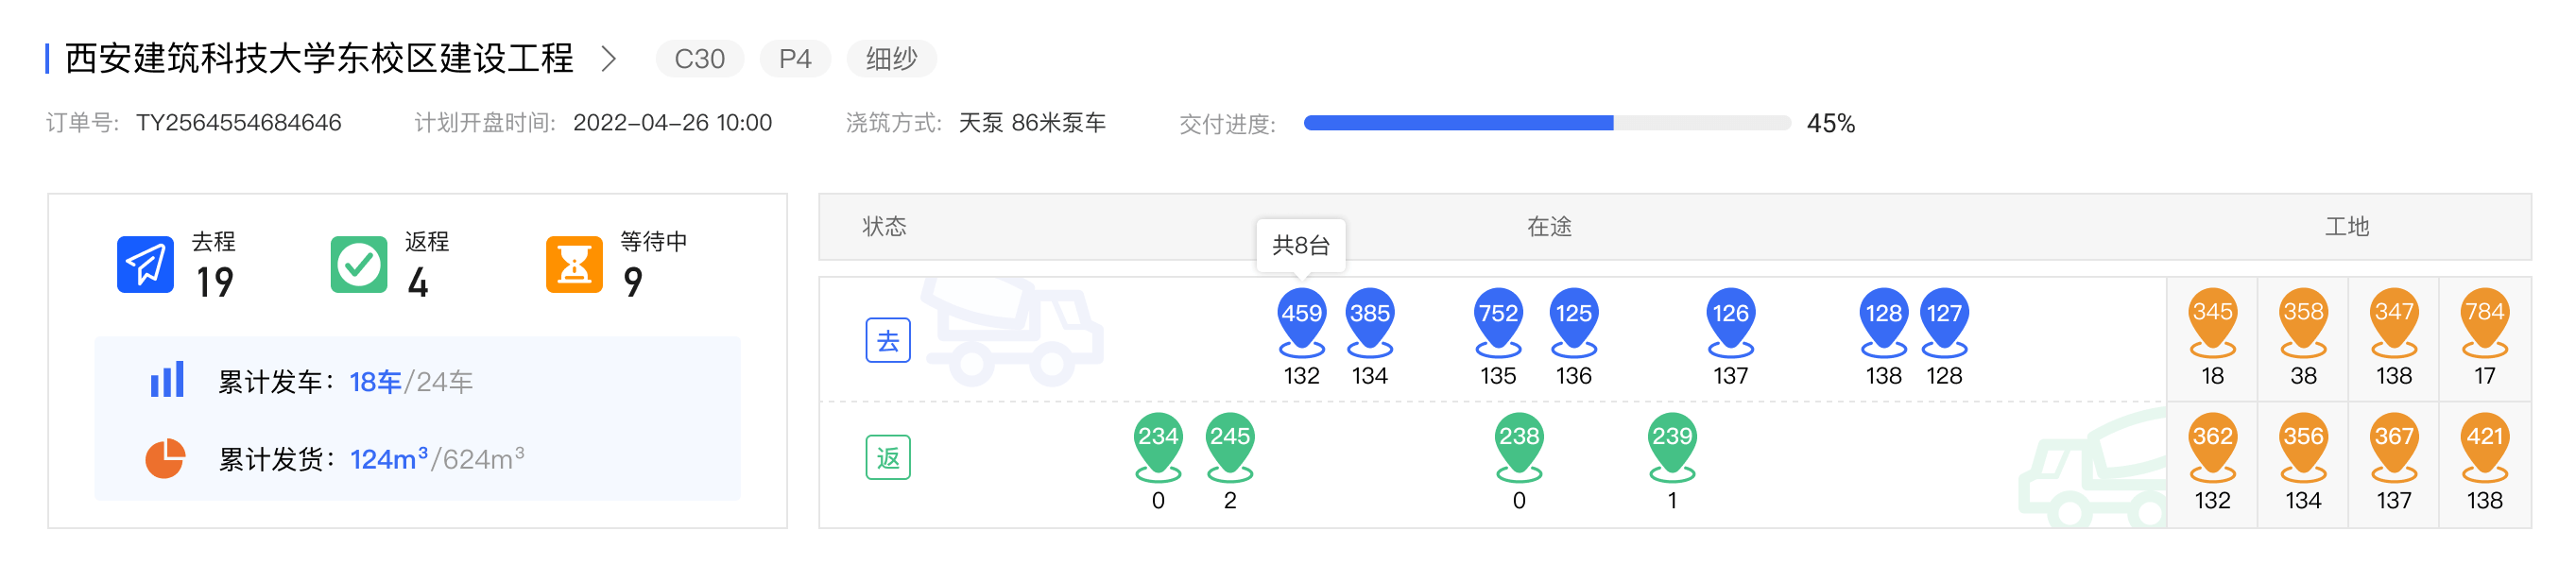 西安建筑科技大学东校区建设工程 C30 P4 细纱
订单号: TY2564554684646 计划开盘时间: 2022-04-26 10:00 浇筑方式: 天泵 86米泵车 交付进度: 45%
去程
19
返程
4
等待中
9
累计发车：18车/24车
累计发货：124m³/624m³
状态 在途 工地
共8台
去
459 385 752 125 126 128 127 345 358 347 784
132 134 135 136 137 138 128 18 38 138 17
返
234 245 238 239 362 356 367 421
0 2 0 1 132 134 137 138